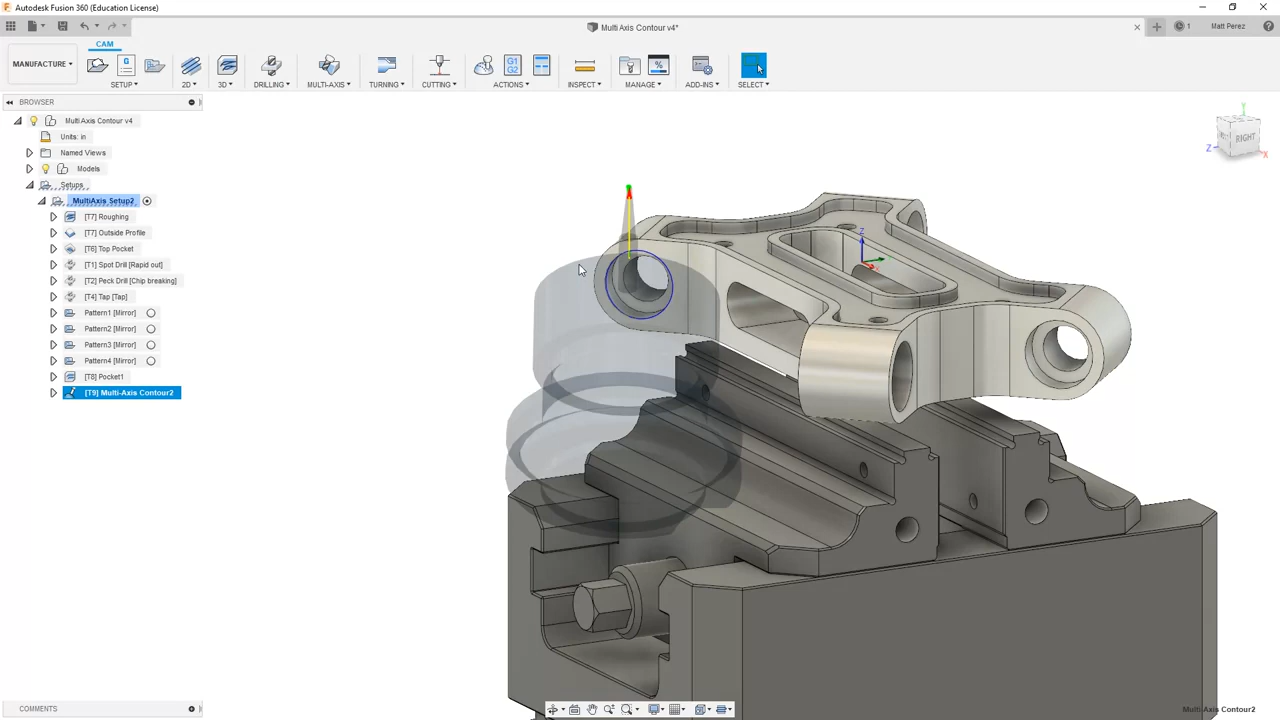 Autodesk Fusion 360 (Education License)
Multi Axis Contour v4*
1
Matt Perez
CAM
MANUFACTURE
G1
G2
%
SETUP
2D
3D
DRILLING
MULTI-AXIS
TURNING
CUTTING
ACTIONS
INSPECT
MANAGE
ADD-INS
SELECT
BROWSER
Multi Axis Contour v4
Units: in
Named Views
Models
Setups
MultiAxis Setup2
[T7] Roughing
[T7] Outside Profile
[T6] Top Pocket
[T1] Spot Drill [Rapid out]
[T2] Peck Drill [Chip breaking]
[T4] Tap [Tap]
Pattern1 [Mirror]
Pattern2 [Mirror]
Pattern3 [Mirror]
Pattern4 [Mirror]
[T8] Pocket1
[T9] Multi-Axis Contour2
Y
RIGHT
Z
X
Z
COMMENTS
Multi-Axis Contour2